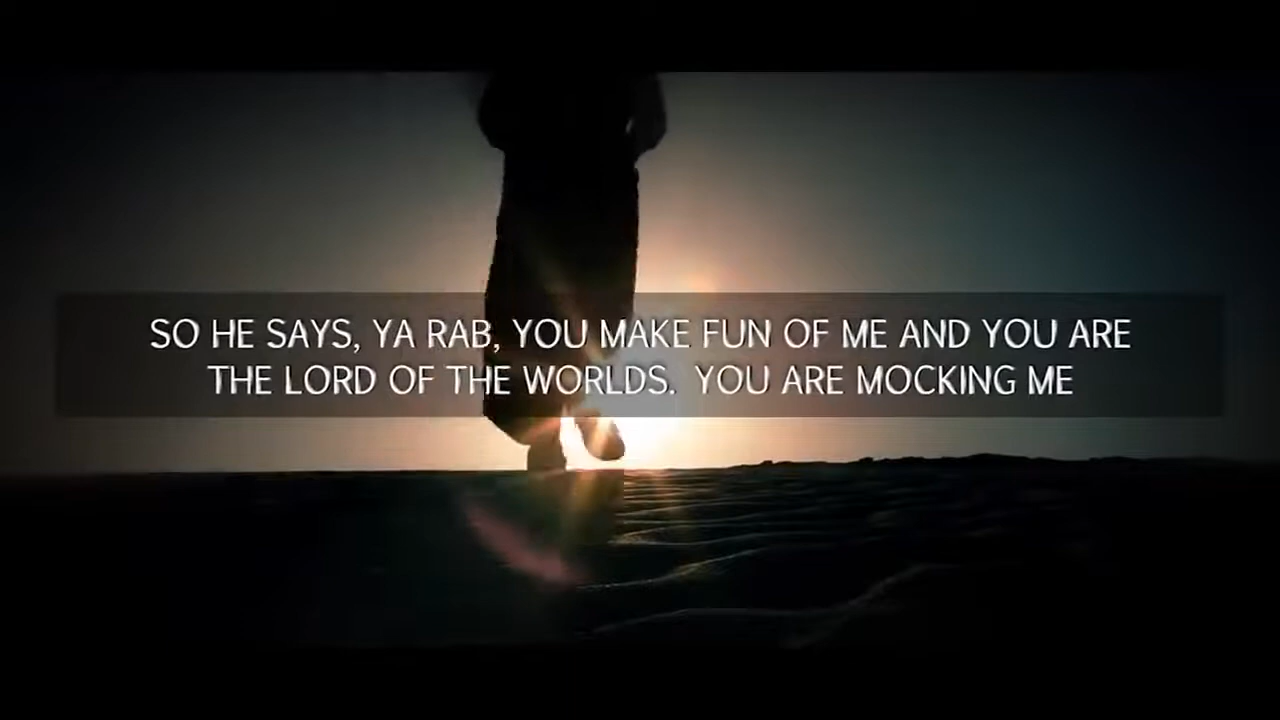 SO HE SAYS, YA RAB, YOU MAKE FUN OF ME AND YOU ARE
THE LORD OF THE WORLDS. YOU ARE MOCKING ME